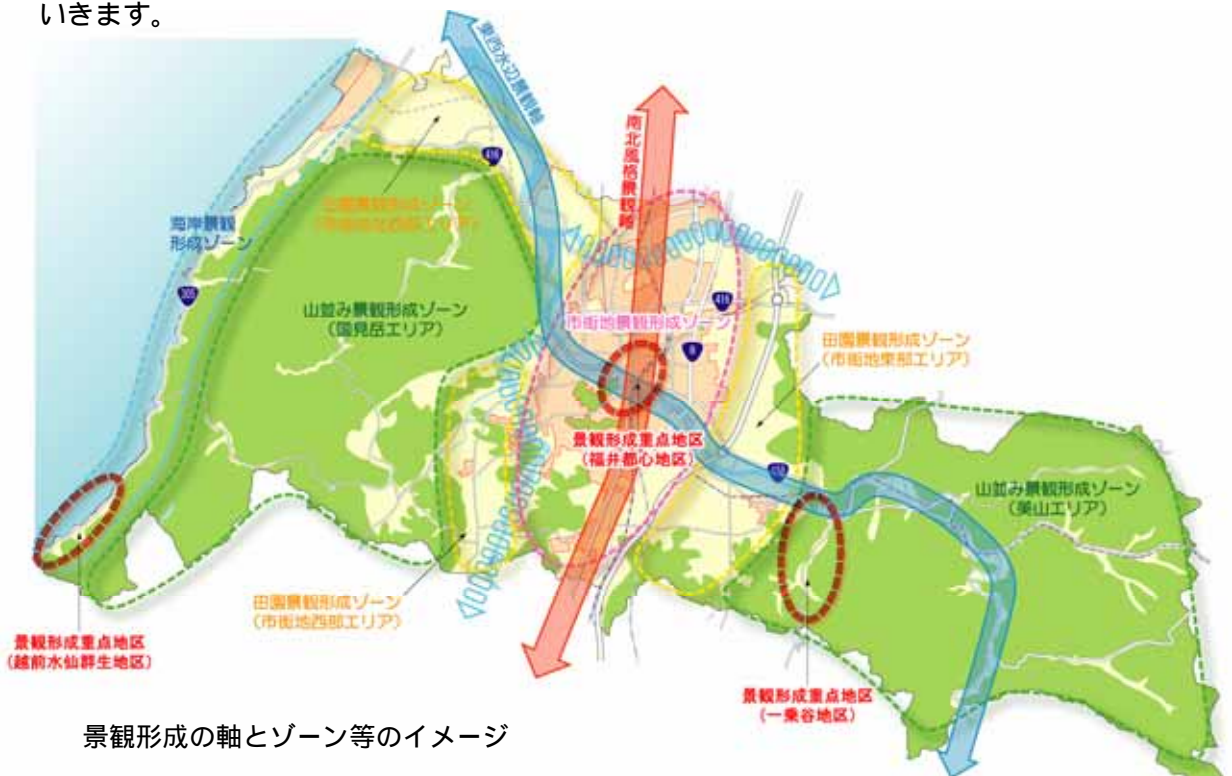 いきます。
東西水辺景観軸
南北風格景観軸
416
海岸景観
形成ゾーン
305
山並み景観形成ゾーン
(国見岳エリア)
416
市街地景観形成ゾーン
8
田園景観形成ゾーン
(市街地東部エリア)
景観形成重点地区
(福井都心地区)
158
山並み景観形成ゾーン
(美山エリア)
田園景観形成ゾーン
(市街地西部エリア)
景観形成重点地区
(越前水仙群生地区)
景観形成重点地区
(一乗谷地区)
景観形成の軸とゾーン等のイメージ